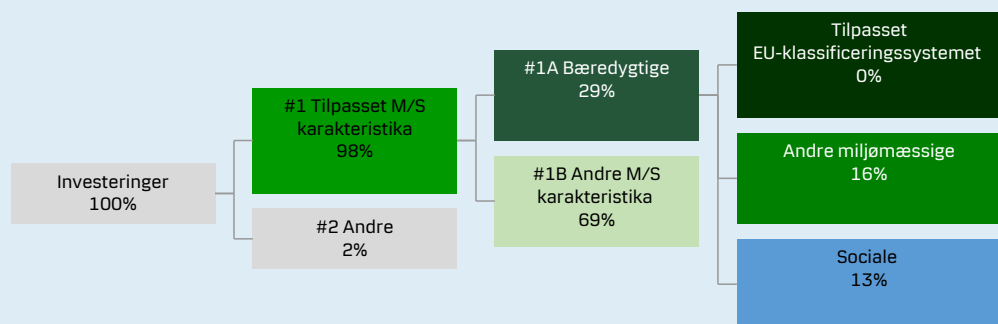 Investeringer
100%
#1 Tilpasset M/S
karakteristika
98%
#2 Andre
2%
#1A Bæredygtige
29%
#1B Andre M/S
karakteristika
69%
Tilpasset
EU-klassificeringssystemet
0%
Andre miljømæssige
16%
Sociale
13%